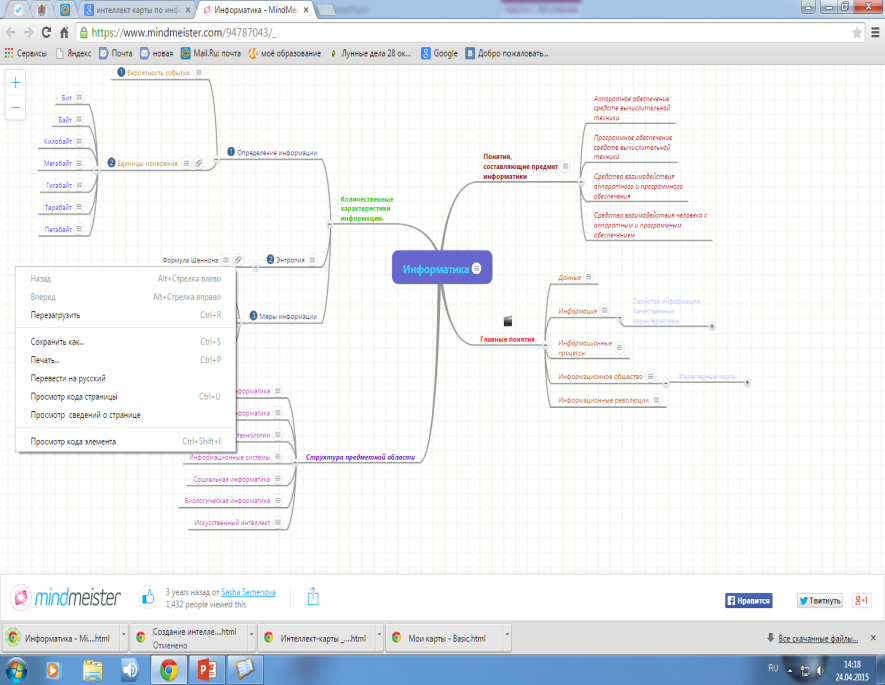 интеллект карты по инф
Информатика - MindMei
https://www.mindmeister.com/94787043/_
Сервисы
Яндекс
Почта
новая
Mail.Ru: почта
моё образование
Лунные дела 28 ок...
Google
Добро пожаловать...
1 Вероятность события.
Бит
Байт
Килобайт
Мегабайт
Гигабайт
Терабайт
Петабайт
2 Единицы измерения.
1 Определение информации
Количественные
характеристики
информации.
Формула Шеннона
2 Энтропия
3 Меры информации
Информатика
Понятия,
составляющие предмет
информатики
Аппаратное обеспечение
средств вычислительной
техники
Программное обеспечение
средств вычислительной
техники
Средства взаимодействия
аппаратного и программного
обеспечения
Средства взаимодействия человека с
аппаратным и программным
обеспечением
Главные понятия
Данные
Информация
Свойства информации.
Качественные
характеристики.
Информационные
процессы
Информационное общество
Характерные черты
Информационные революции
Назад Alt+Стрелка влево
Вперед Alt+Стрелка вправо
Перезагрузить Ctrl+R
Сохранить как... Ctrl+S
Печать... Ctrl+P
Перевести на русский
Просмотр кода страницы Ctrl+U
Просмотр сведений о странице
Просмотр кода элемента Ctrl+Shift+I
форматика
форматика
технологии
Информационные системы
Социальная информатика
Биологическая информатика
Искусственный интеллект
Структура предметной области
mindmeister
3 years назад от Sasha Semenova
1,432 people viewed this
Нравится
Твитнуть
g+1
Информатика - Mi....html
Создание интелле....html
Отменено
Интеллект-карты _....html
Мои карты - Basic.html
Все скачанные файлы...
RU
14:18
24.04.2015